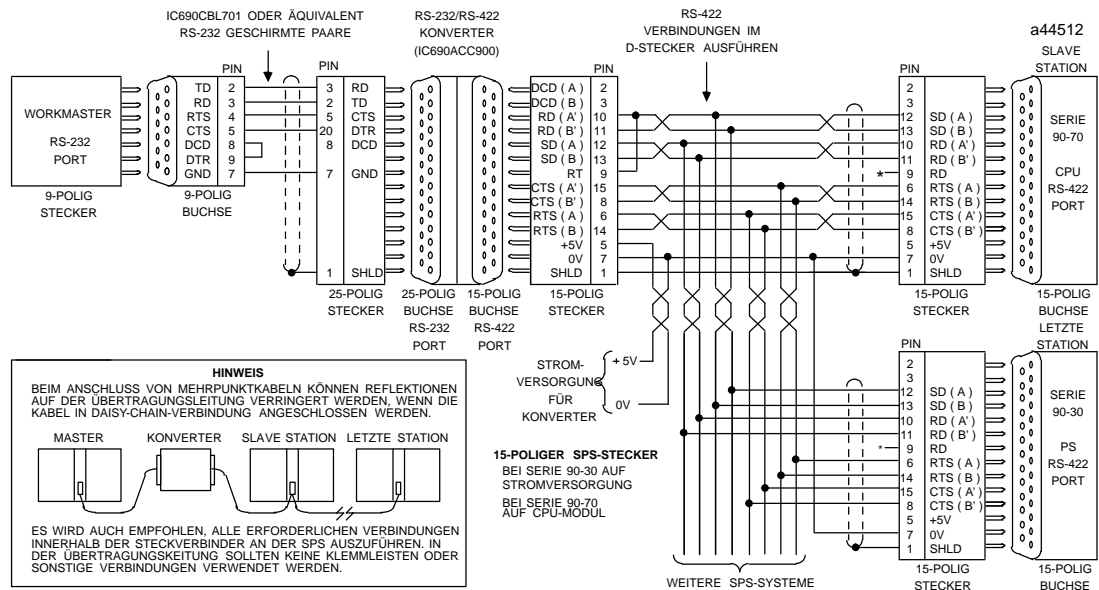 IC690CBL701 ODER ÄQUIVALENT
RS-232 GESCHIRMTE PAARE
RS-232/RS-422
KONVERTER
(IC690ACC900)
RS-422
VERBINDUNGEN IM
D-STECKER AUSFÜHREN
a44512
SLAVE
STATION
WORKMASTER
RS-232
PORT
9-POLIG
STECKER
PIN
TD 2
RD 3
RTS 4
CTS 5
DCD 8
DTR 9
GND 7
9-POLIG
BUCHSE
PIN
3 RD
2 TD
5 CTS
20 DTR
8 DCD
7 GND
1 SHLD
25-POLIG
STECKER
25-POLIG
BUCHSE
RS-232
PORT
15-POLIG
BUCHSE
RS-422
PORT
PIN
DCD ( A ) 2
DCD ( B ) 3
RD ( A') 10
RD ( B') 11
SD ( A ) 12
SD ( B ) 13
RT 9
CTS ( A') 15
CTS ( B') 8
RTS ( A ) 6
RTS ( B ) 14
+5V 5
0V 7
SHLD 1
15-POLIG
STECKER
PIN
2
3
12 SD ( A )
13 SD ( B )
10 RD ( A')
11 RD ( B')
* 9 RD
6 RTS ( A )
14 RTS ( B )
15 CTS ( A')
8 CTS ( B')
5 +5V
7 0V
1 SHLD
15-POLIG
STECKER
SERIE
90-70
CPU
RS-422
PORT
15-POLIG
BUCHSE
LETZTE
STATION
PIN
2
3
12 SD ( A )
13 SD ( B )
10 RD ( A')
11 RD ( B')
* 9 RD
6 RTS ( A )
14 RTS ( B )
15 CTS ( A')
8 CTS ( B')
5 +5V
7 0V
1 SHLD
15-POLIG
STECKER
SERIE
90-30
PS
RS-422
PORT
15-POLIG
BUCHSE
STROM-
VERSORGUNG
FÜR
KONVERTER
+ 5V
0V
15-POLIGER SPS-STECKER
BEI SERIE 90-30 AUF
STROMVERSORGUNG
BEI SERIE 90-70
AUF CPU-MODUL
WEITERE SPS-SYSTEME
HINWEIS
BEIM ANSCHLUSS VON MEHRPUNKTKABELN KÖNNEN REFLEKTIONEN
AUF DER ÜBERTRAGUNGSLEITUNG VERRINGERT WERDEN, WENN DIE
KABEL IN DAISY-CHAIN-VERBINDUNG ANGESCHLOSSEN WERDEN.
MASTER KONVERTER SLAVE STATION LETZTE STATION
ES WIRD AUCH EMPFOHLEN, ALLE ERFORDERLICHEN VERBINDUNGEN
INNERHALB DER STECKVERBINDER AN DER SPS AUSZUFÜHREN. IN
DER ÜBERTRAGUNGSKEITUNG SOLLTEN KEINE KLEMMLEISTEN ODER
SONSTIGE VERBINDUNGEN VERWENDET WERDEN.